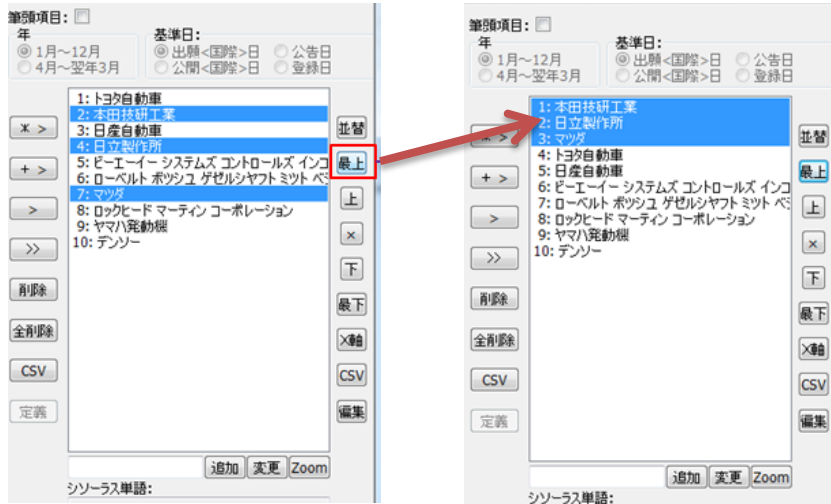 筆頭項目:
年
1月～12月
4月～翌年3月
基準日:
出願<国際>日
公告日
公開<国際>日
登録日
* >
+ >
>
>>
削除
全削除
CSV
定義
1: トヨタ自動車
2: 本田技研工業
3: 日産自動車
4: 日立製作所
5: ビーエーイー システムズ コントロールズ インコ
6: ローベルト ボッシュ ゲゼルシヤフト ミツト ベ
7: マツダ
8: ロックヒード マーティン コーポレーション
9: ヤマハ発動機
10: デンソー
並替
最上
上
×
下
最下
X軸
CSV
編集
追加
変更
Zoom
シソーラス単語:
筆頭項目:
年
1月～12月
4月～翌年3月
基準日:
出願<国際>日
公告日
公開<国際>日
登録日
* >
+ >
>
>>
削除
全削除
CSV
定義
1: 本田技研工業
2: 日立製作所
3: マツダ
4: トヨタ自動車
5: 日産自動車
6: ビーエーイー システムズ コントロールズ インコ
7: ローベルト ボッシュ ゲゼルシヤフト ミツト ベ
8: ロックヒード マーティン コーポレーション
9: ヤマハ発動機
10: デンソー
並替
最上
上
×
下
最下
X軸
CSV
編集
追加
変更
Zoom
シソーラス単語: